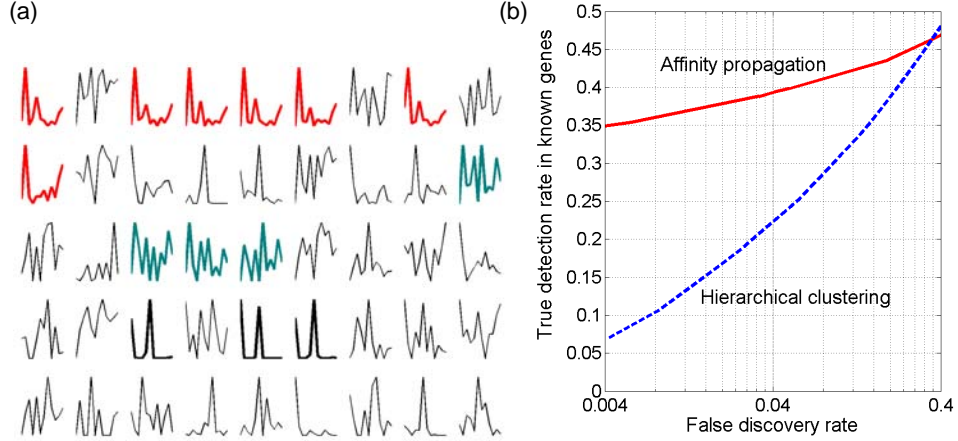 (a)
(b)
True detection rate in known genes
0.5
0.45
0.4
0.35
0.3
0.25
0.2
0.15
0.1
0.05
0
Affinity propagation
Hierarchical clustering
0.004
0.04
0.4
False discovery rate